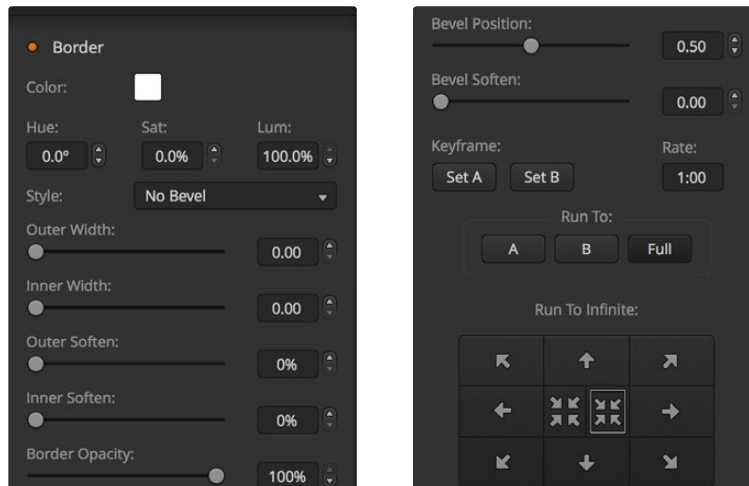 Border
Color:
Hue: Sat: Lum:
0.0° 0.0% 100.0%
Style: No Bevel
Outer Width:
0.00
Inner Width:
0.00
Outer Soften:
0%
Inner Soften:
0%
Border Opacity:
100%
Bevel Position:
0.50
Bevel Soften:
0.00
Keyframe: Rate:
Set A Set B 1:00
Run To:
A B Full
Run To Infinite: